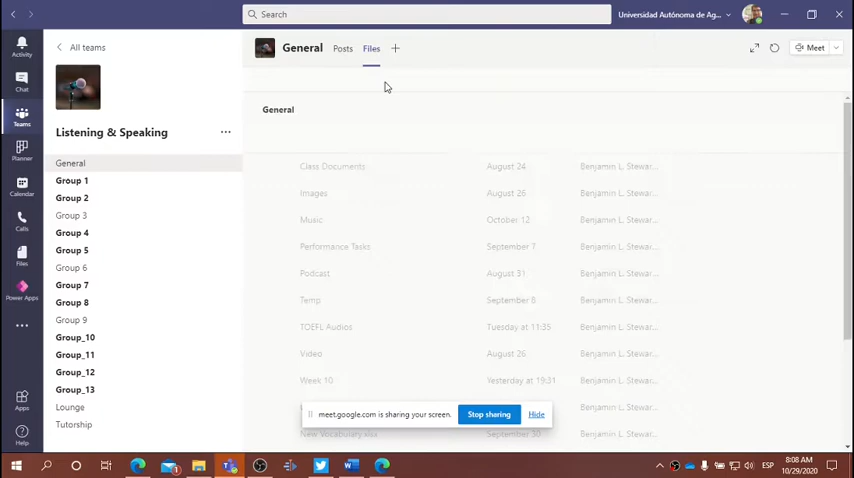 Search
Universidad Autónoma de Ag...
Activity
Chat
Teams
Planner
Calendar
Calls
Files
Power Apps
Apps
Help
All teams
Listening & Speaking
General
Group 1
Group 2
Group 3
Group 4
Group 5
Group 6
Group 7
Group 8
Group 9
Group_10
Group_11
Group_12
Group_13
Lounge
Tutorship
General Posts Files
Meet
General
Class Documents August 24 Benjamin L. Stewar...
Images August 26 Benjamin L. Stewar...
Music October 12 Benjamin L. Stewar...
Performance Tasks September 7 Benjamin L. Stewar...
Podcast August 31 Benjamin L. Stewar...
Temp September 6 Benjamin L. Stewar...
TOEFL Audios Tuesday at 11:35 Benjamin L. Stewar...
Video August 26 Benjamin L. Stewar...
Week 10 Yesterday at 19:31 Benjamin L. Stewar...
meet.google.com is sharing your screen. Stop sharing Hide
New Vocabulary.xlsx September 30 Benjamin L. Stewar...
ESP
8:08 AM
10/29/2020